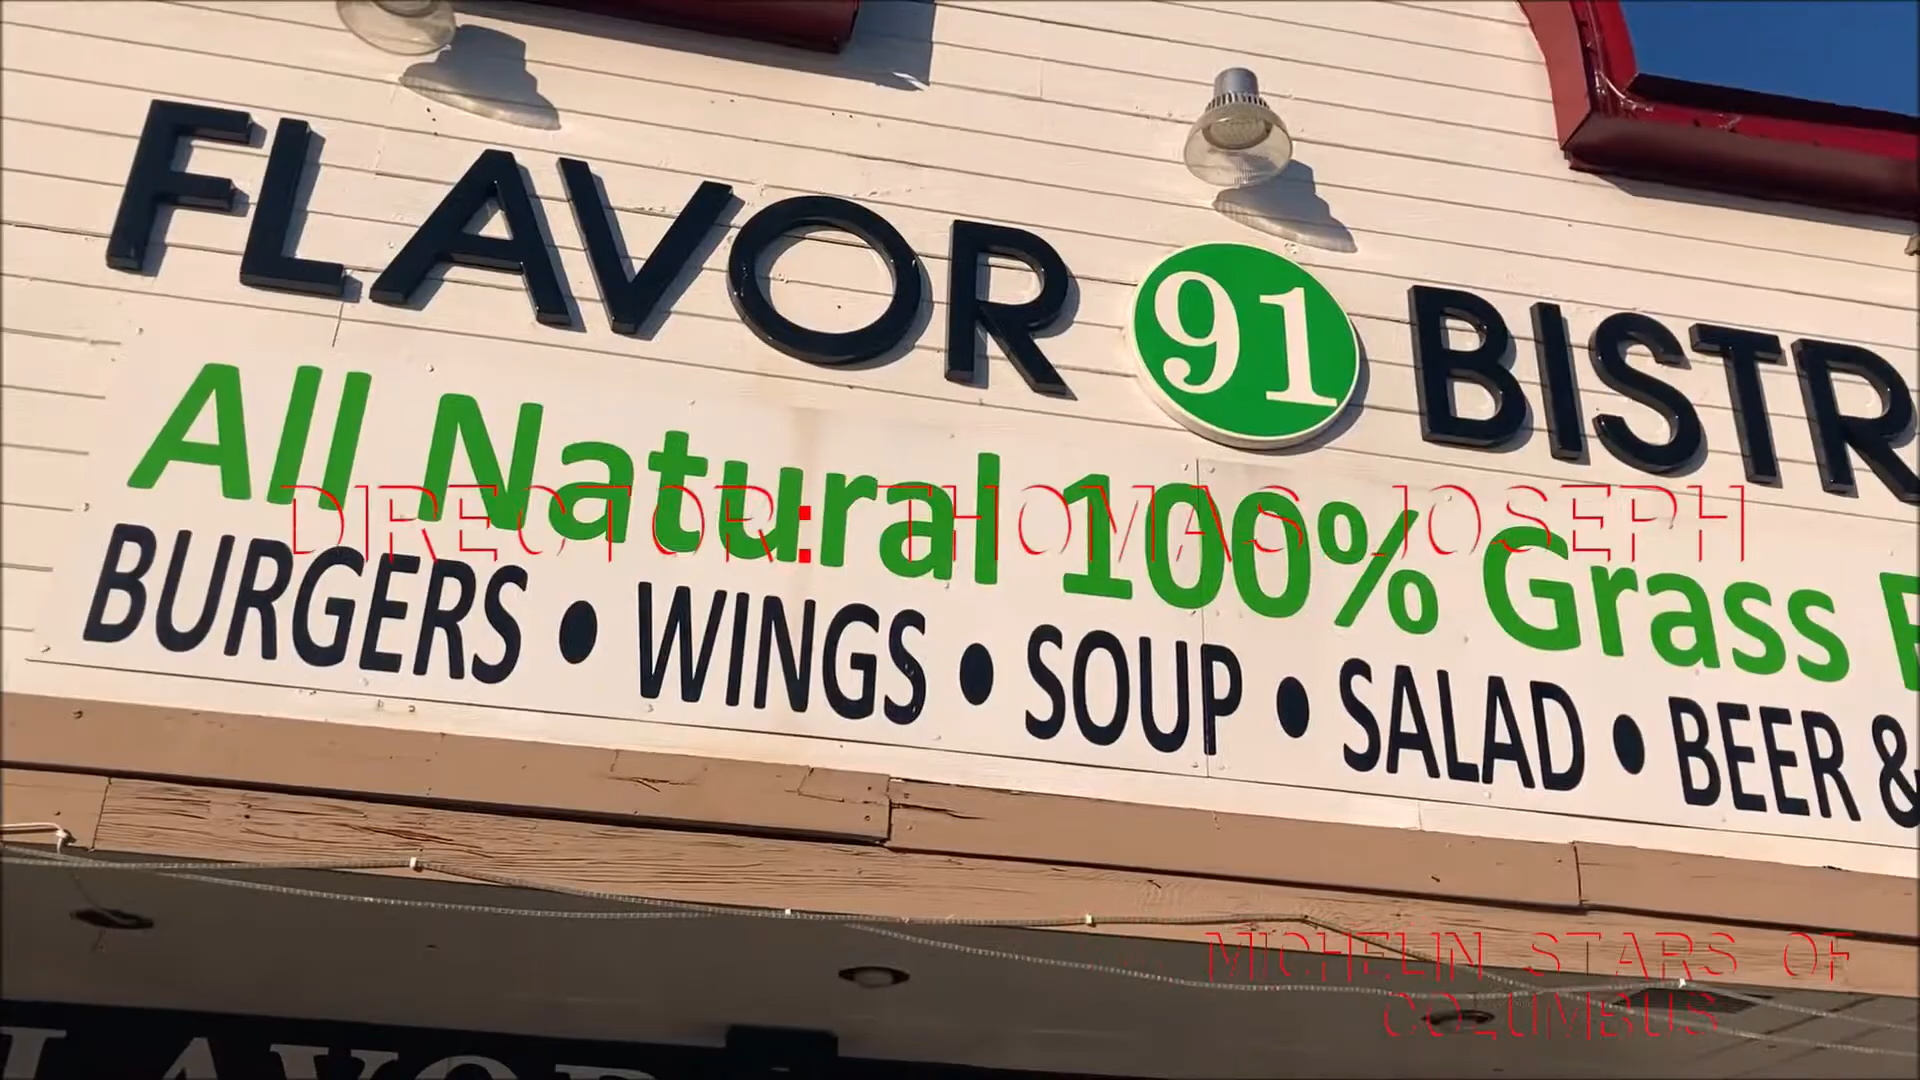 FLAVOR 91 BISTR
All Natural 100% Grass
BURGERS • WINGS • SOUP • SALAD • BEER &
DIRECTOR: THOMAS JOSEPH
MICHELIN STARS OF
COLUMBUS